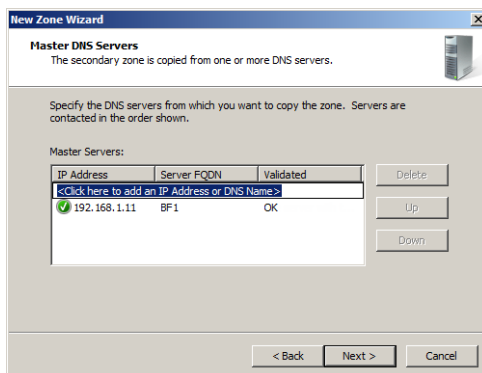 New Zone Wizard
Master DNS Servers
The secondary zone is copied from one or more DNS servers.
Specify the DNS servers from which you want to copy the zone. Servers are
contacted in the order shown.
Master Servers:
IP Address Server FQDN Validated
<Click here to add an IP Address or DNS Name>
192.168.1.11 BF1 OK
Delete
Up
Down
< Back Next > Cancel